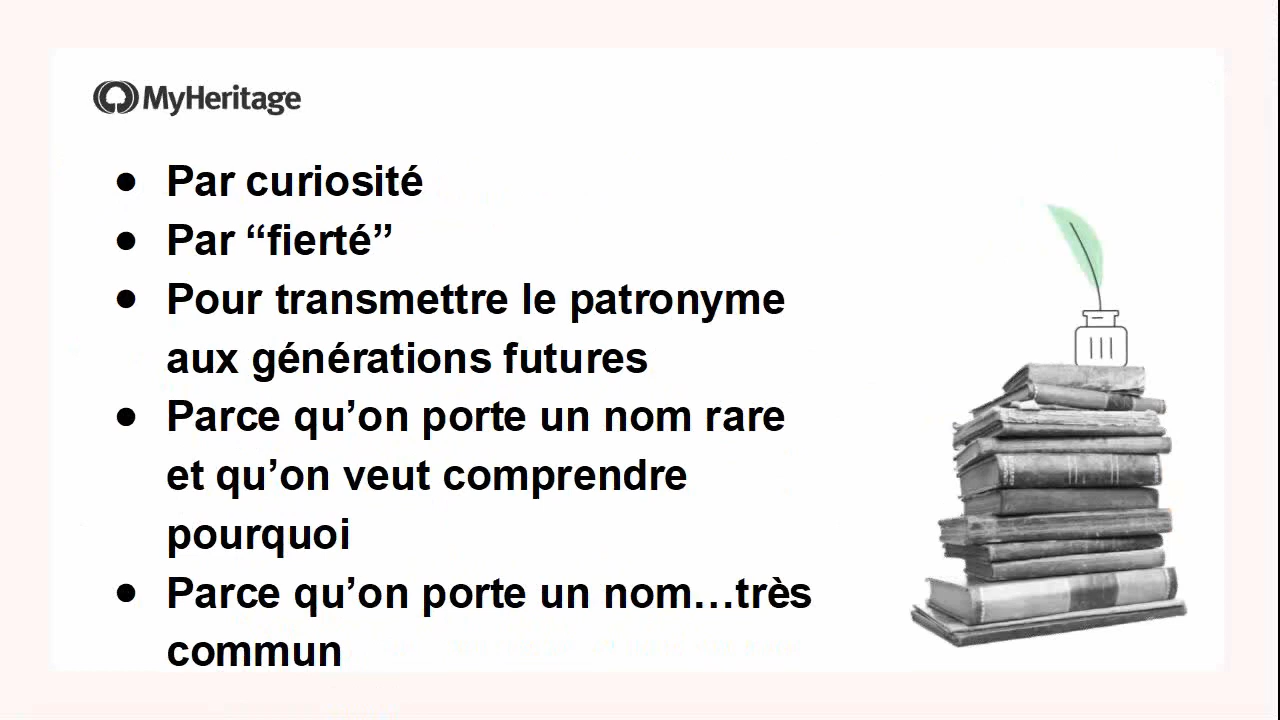 MyHeritage
● Par curiosité
● Par “fierté”
● Pour transmettre le patronyme
aux générations futures
● Parce qu’on porte un nom rare
et qu’on veut comprendre
pourquoi
● Parce qu’on porte un nom…très
commun